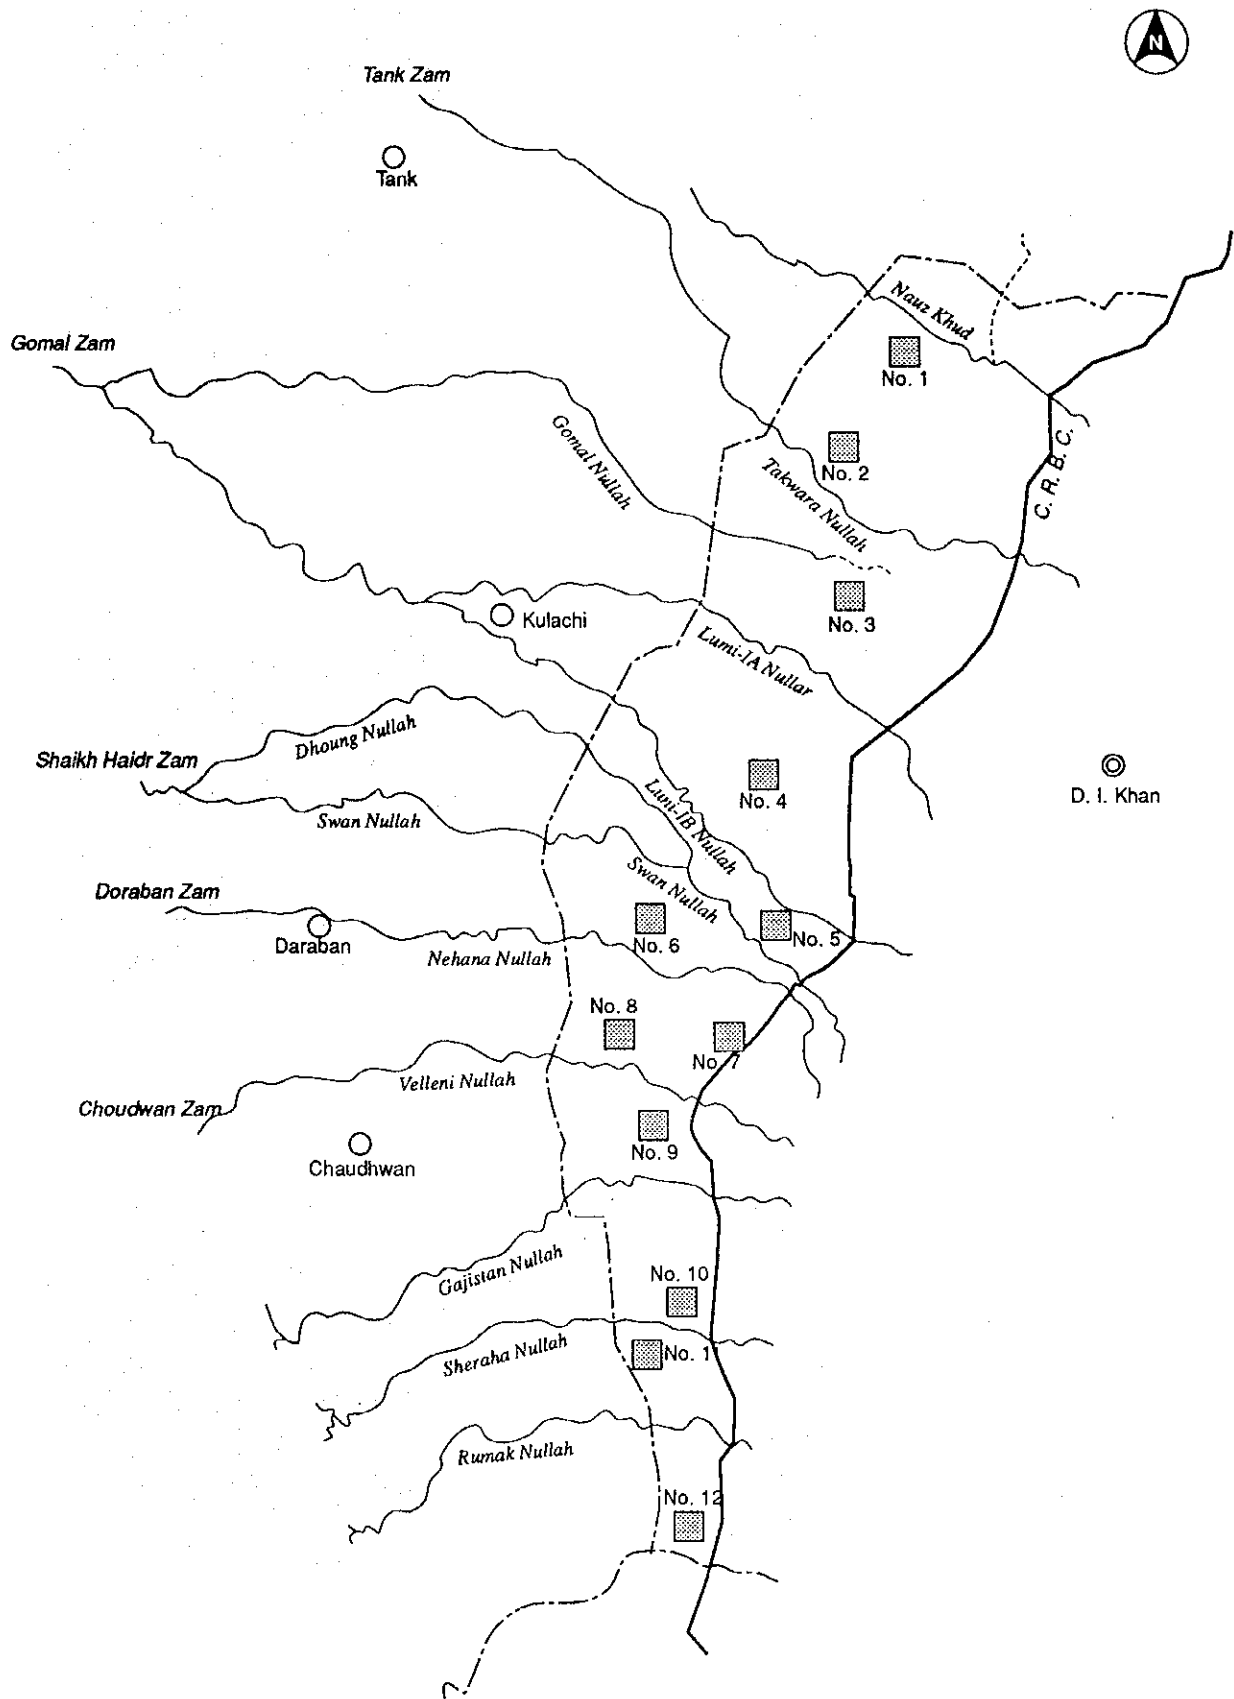 N
Tank Zam
Tank
Nauz Khud
Gomal Zam
No. 1
Gomal Nullah
C. R. B. C.
No. 2
Takwara Nullah
Kulachi
No. 3
Lumi-IA Nullar
Dhoung Nullah
Shaikh Haidr Zam
D. I. Khan
No. 4
Luni-IB Nullah
Swan Nullah
Swan Nullah
Doraban Zam
Daraban
Nehana Nullah
No. 6
No. 5
No. 8
No. 7
Velleni Nullah
Choudwan Zam
No. 9
Chaudhwan
Gajistan Nullah
No. 10
Sheraha Nullah
No. 1
Rumak Nullah
No. 12